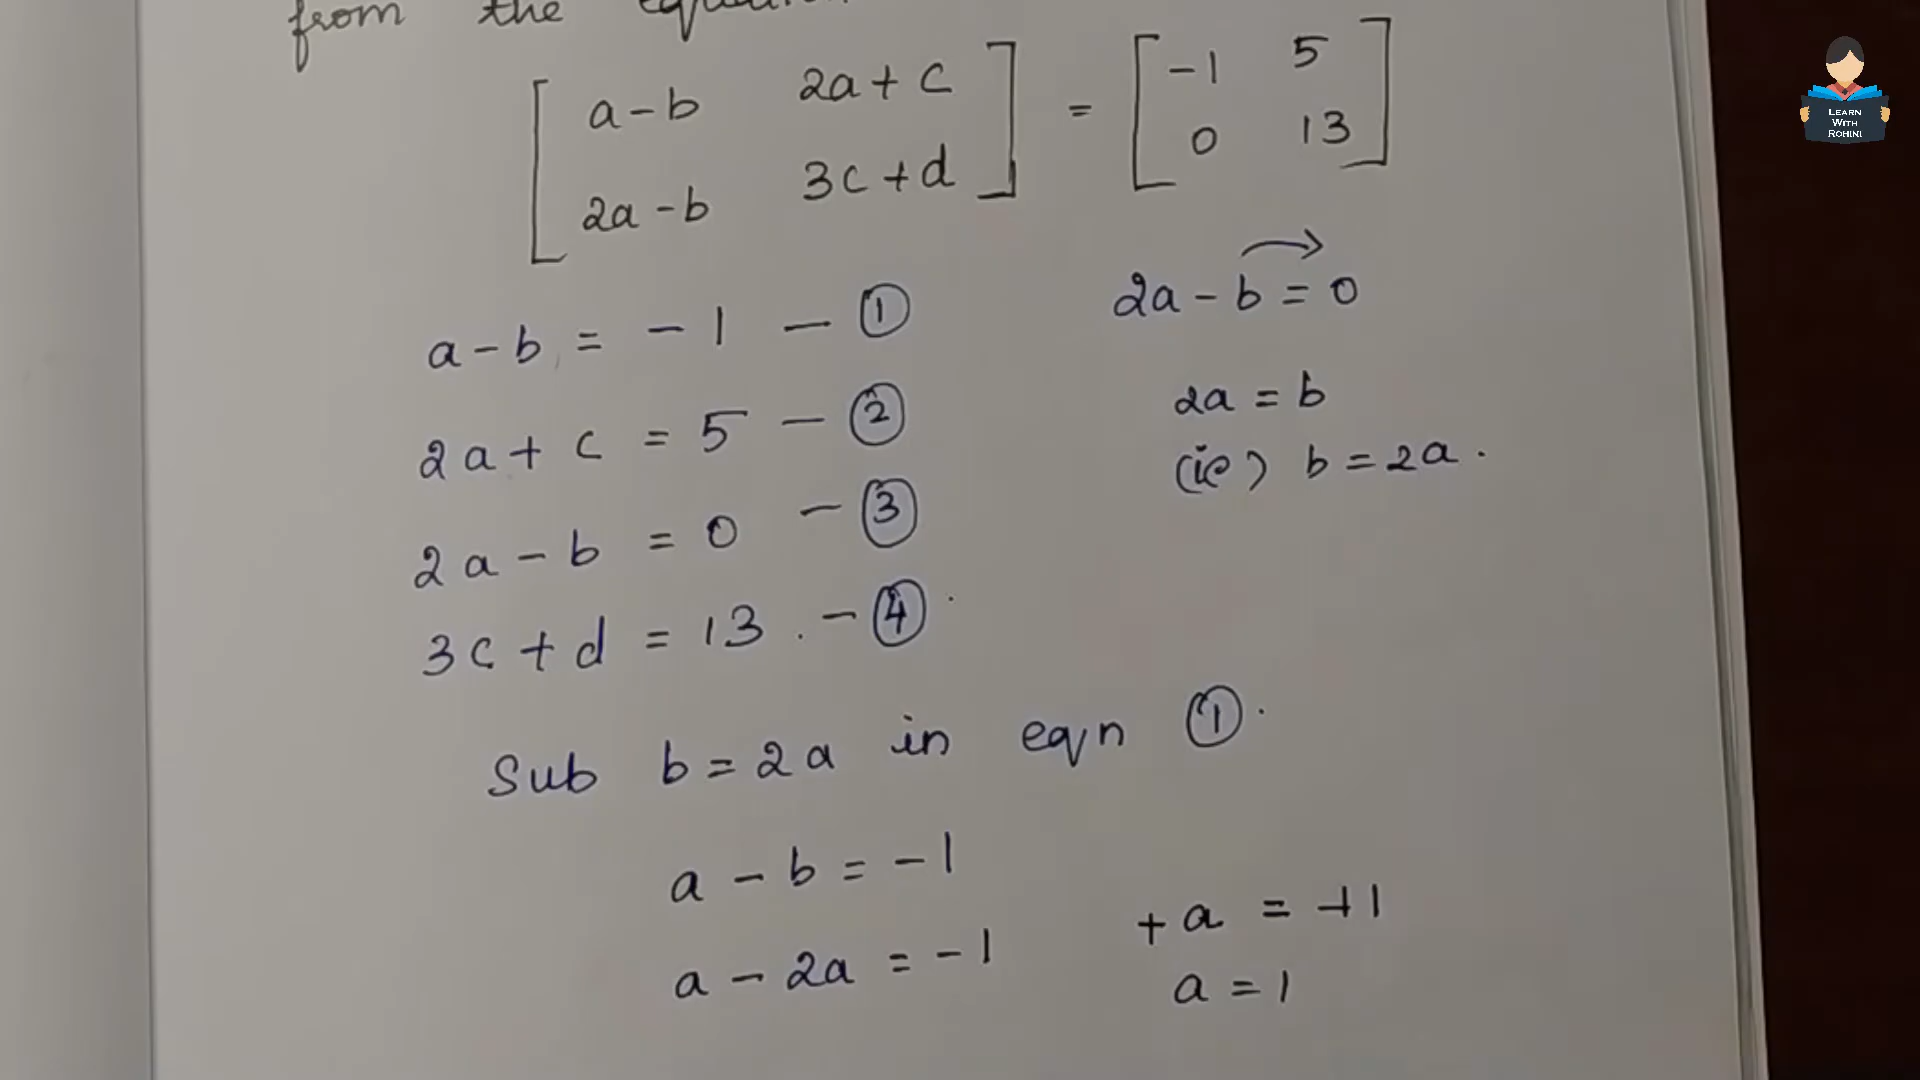 from the
[ a-b 2a+c ] = [ -1 5 ]
[ 2a-b 3c+d ] [ 0 13 ]
a-b = -1 - ①
2a+c = 5 - ②
2a-b = 0 - ③
3c+d = 13. - ④.
2a-b=0
2a=b
(ie) b=2a.
Sub b=2a in eqn ①.
a-b=-1
a-2a=-1
+a=+1
a=1
LEARN
WITH
ROHINI